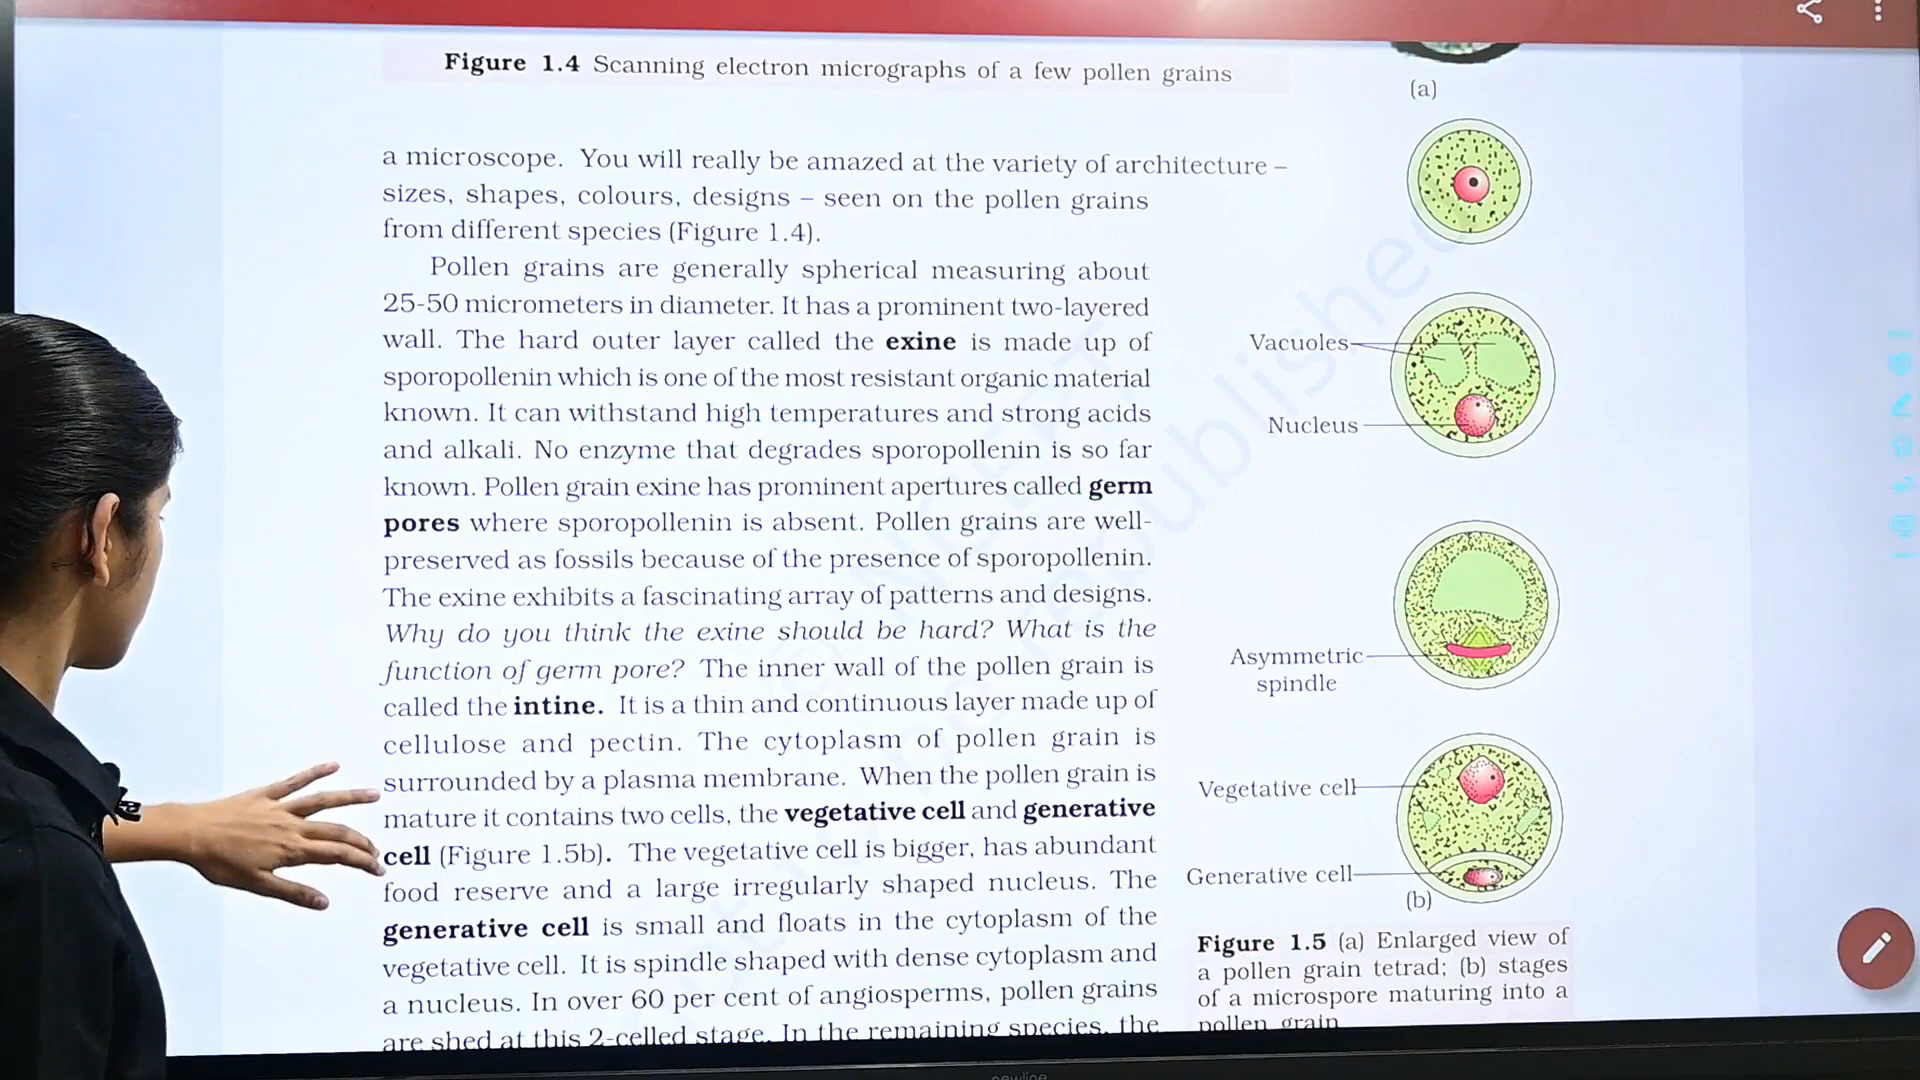 Figure 1.4 Scanning electron micrographs of a few pollen grains
a microscope. You will really be amazed at the variety of architecture –
sizes, shapes, colours, designs – seen on the pollen grains
from different species (Figure 1.4).
Pollen grains are generally spherical measuring about
25-50 micrometers in diameter. It has a prominent two-layered
wall. The hard outer layer called the exine is made up of
sporopollenin which is one of the most resistant organic material
known. It can withstand high temperatures and strong acids
and alkali. No enzyme that degrades sporopollenin is so far
known. Pollen grain exine has prominent apertures called germ
pores where sporopollenin is absent. Pollen grains are well-
preserved as fossils because of the presence of sporopollenin.
The exine exhibits a fascinating array of patterns and designs.
Why do you think the exine should be hard? What is the
function of germ pore? The inner wall of the pollen grain is
called the intine. It is a thin and continuous layer made up of
cellulose and pectin. The cytoplasm of pollen grain is
surrounded by a plasma membrane. When the pollen grain is
mature it contains two cells, the vegetative cell and generative
cell (Figure 1.5b). The vegetative cell is bigger, has abundant
food reserve and a large irregularly shaped nucleus. The
generative cell is small and floats in the cytoplasm of the
vegetative cell. It is spindle shaped with dense cytoplasm and
a nucleus. In over 60 per cent of angiosperms, pollen grains
are shed at this 2-celled stage. In the remaining species, the
(a)
Vacuoles
Nucleus
Asymmetric
spindle
Vegetative cell
Generative cell
(b)
Figure 1.5 (a) Enlarged view of
a pollen grain tetrad; (b) stages
of a microspore maturing into a
pollen grain
newline